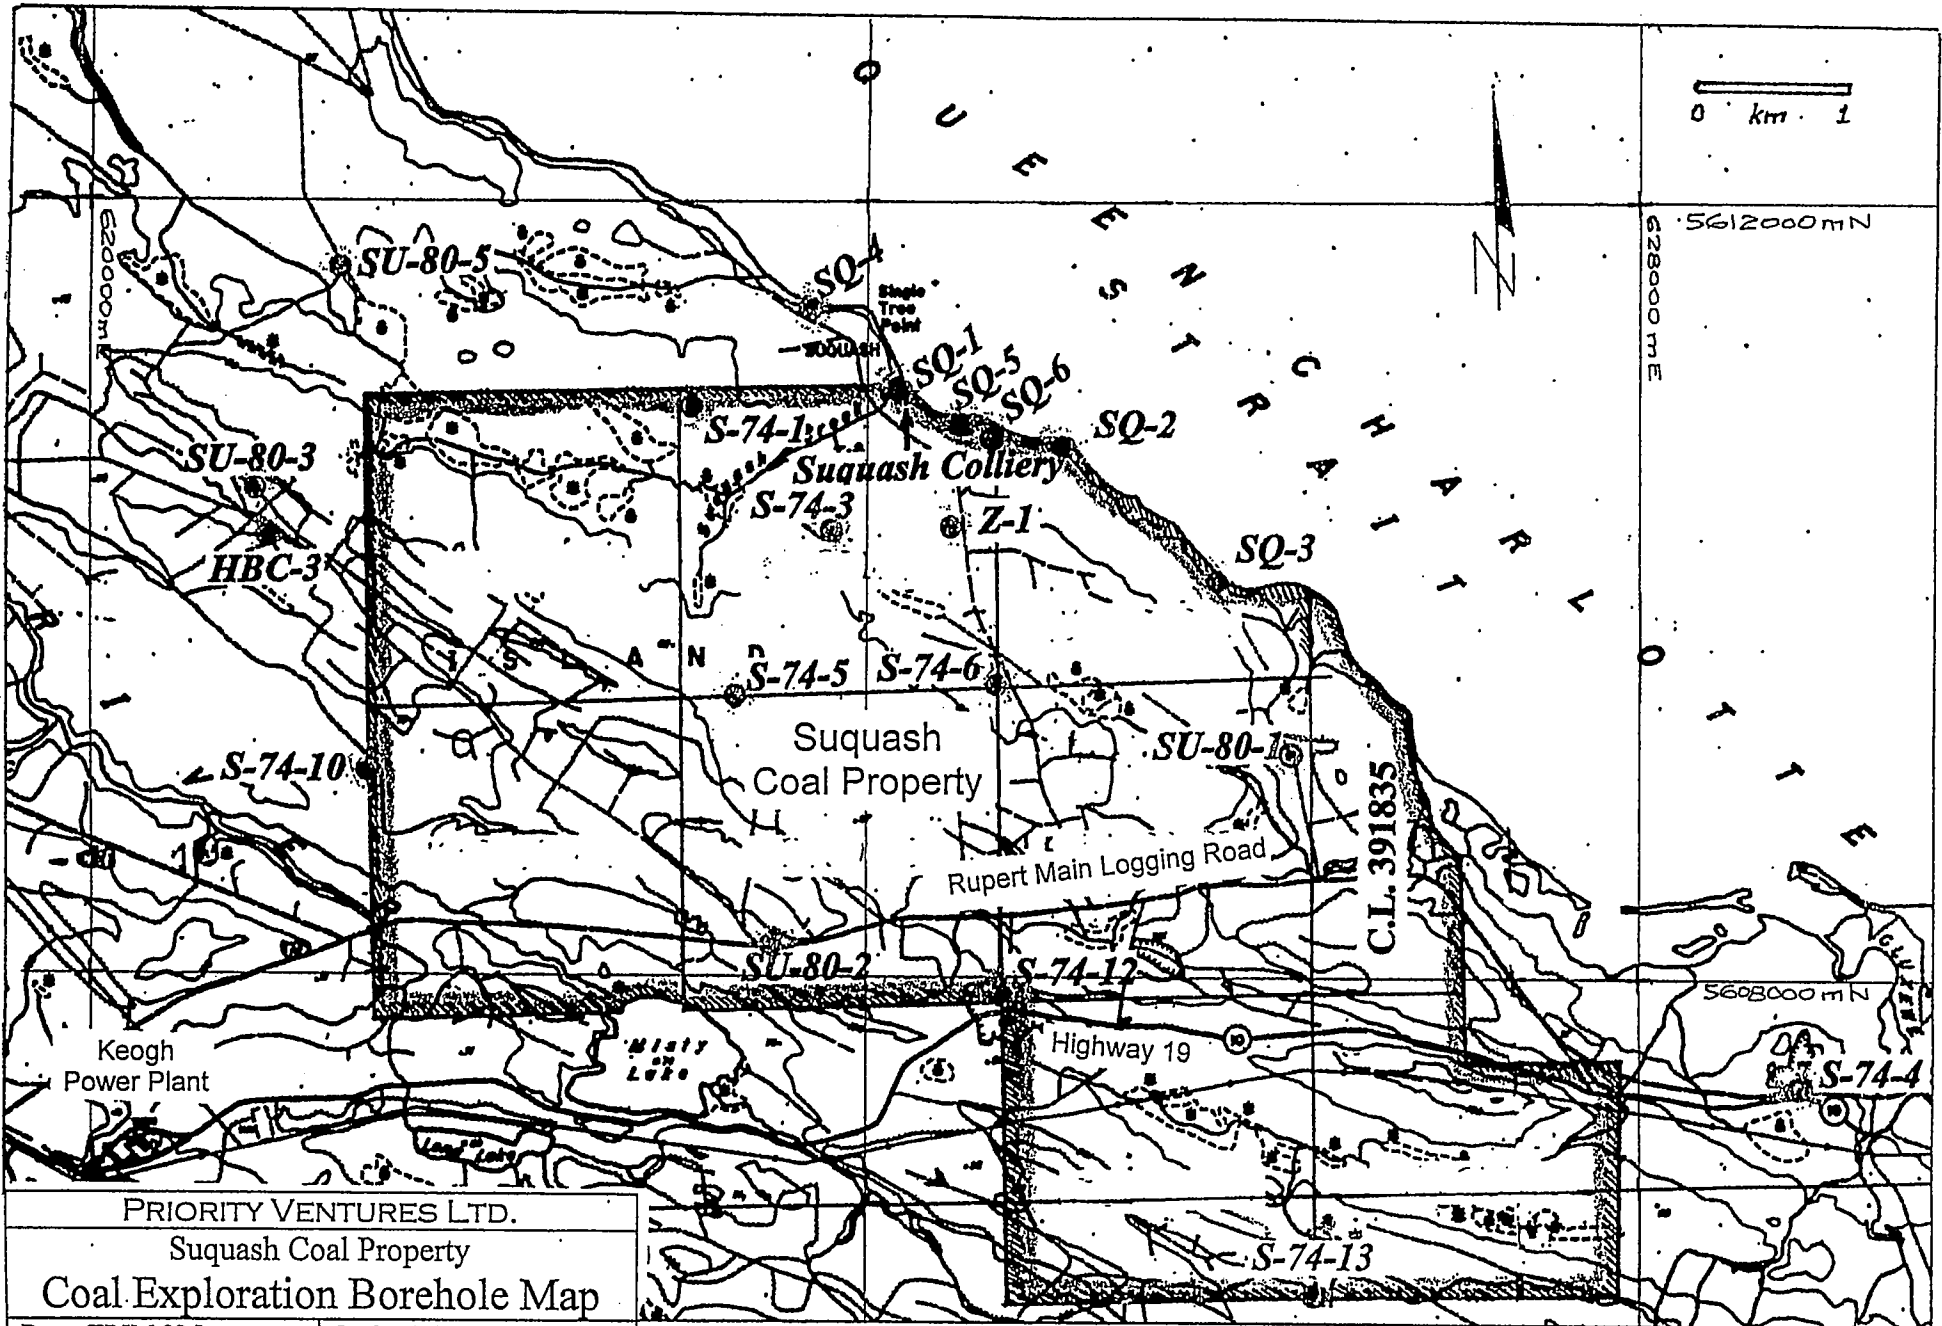 QUEEN CHARLOTTE
STRAIT
0 km 1
5612000mN
620000mE
628000mE
SU-80-5
SQ-4
Single
Tree
Point
SUQUASH
SQ-1
SQ-5
SQ-6
SQ-2
S-74-1
SU-80-3
Suquash Colliery
S-74-3
Z-1
HBC-3
SQ-3
I S L A N D
S-74-5
S-74-6
Suquash
Coal Property
SU-80-1
S-74-10
C.L. 391835
Rupert Main Logging Road
SU-80-2
S-74-12
5608000mN
Keogh
Power Plant
Misty
Lake
Highway 19
19
S-74-4
19
Lake
S-74-13
PRIORITY VENTURES LTD.
Suquash Coal Property
Coal Exploration Borehole Map